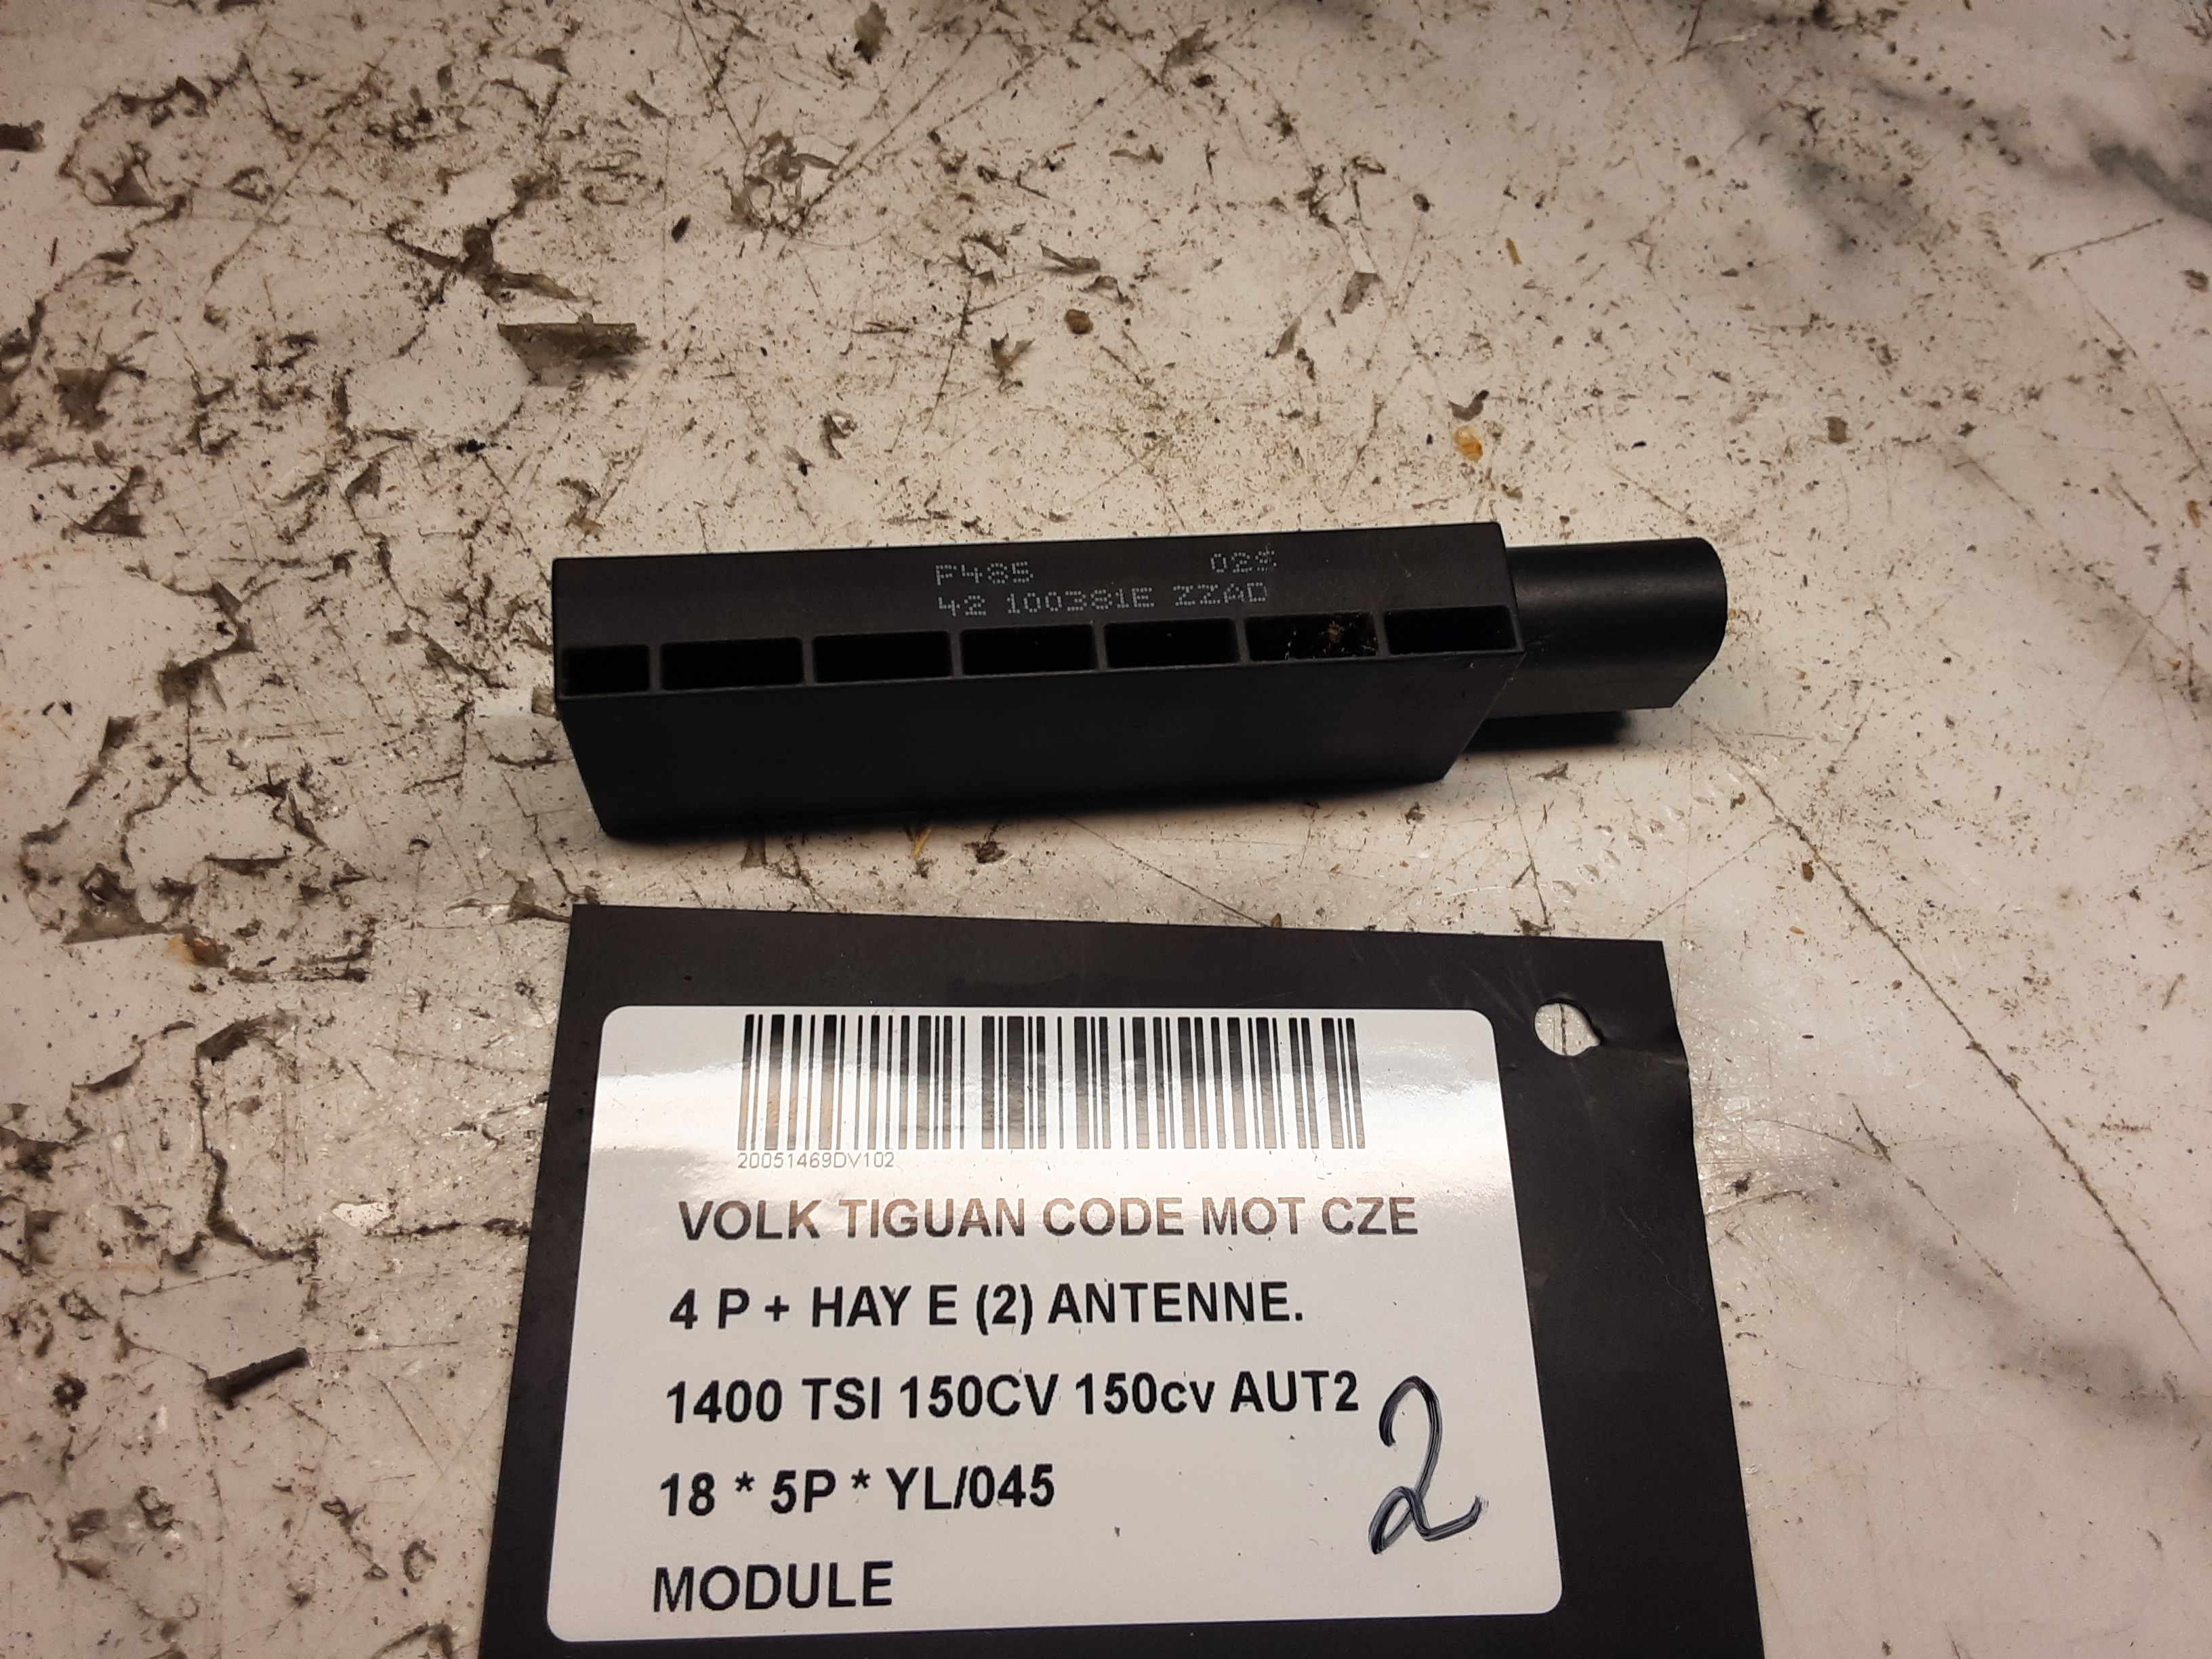 P485 023
42 100381E ZZAD
20051469DV102
VOLK TIGUAN CODE MOT CZE
4 P + HAY E (2) ANTENNE.
1400 TSI 150CV 150cv AUT2
2
18 * 5P * YL/045
MODULE